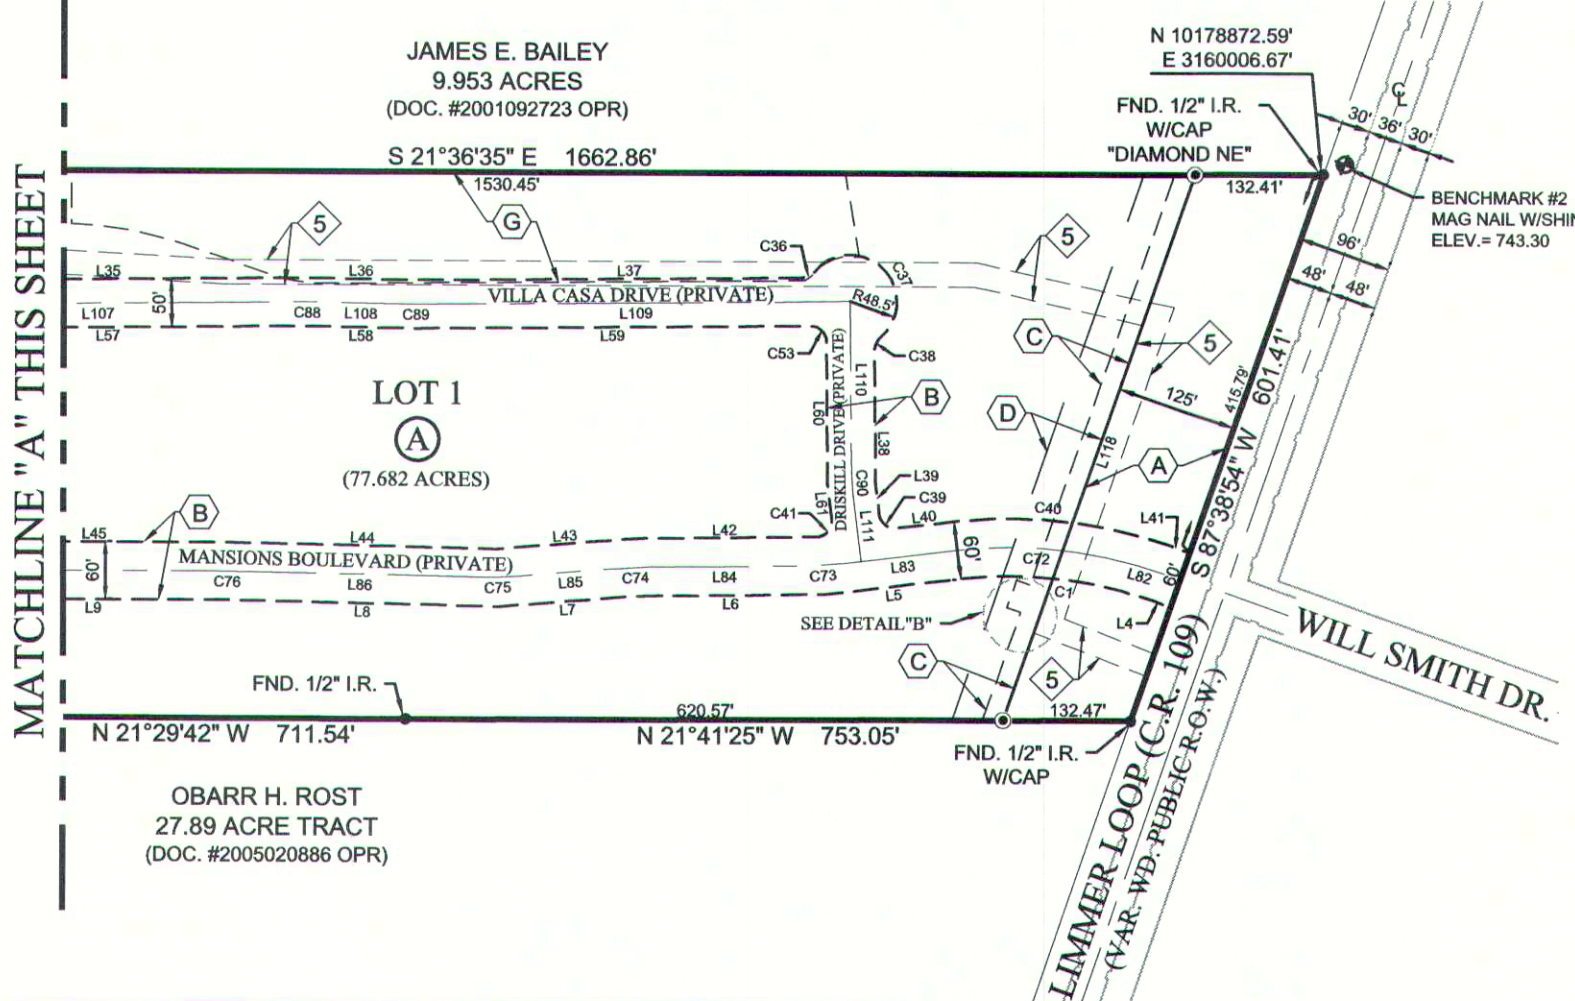 MATCHLINE "A" THIS SHEET
JAMES E. BAILEY
9.953 ACRES
(DOC. #2001092723 OPR)
N 10178872.59'
E 3160006.67'
FND. 1/2" I.R.
W/CAP
"DIAMOND NE"
S 21°36'35" E 1662.86'
1530.45'
132.41'
30'
36'
30'
BENCHMARK #2
MAG NAIL W/SHI
ELEV.= 743.30
96'
48'
48'
5
G
5
C36
C37
L35
L36
L37
R48.5'
50'
VILLA CASA DRIVE (PRIVATE)
L107
C88
L108
C89
L109
L57
L58
L59
C53
C38
C
5
LOT 1
A
(77.682 ACRES)
L60
DRISKILL DRIVE (PRIVATE)
L110
B
L38
D
125'
415.79'
S 87°38'54" W 601.41'
L118
A
B
L61
C90
L39
C39
C41
L111
L40
C40
L41
L45
L44
L43
L42
MANSIONS BOULEVARD (PRIVATE)
60'
60'
60'
C76
L86
C75
L85
C74
L84
C73
L83
C72
L82
L9
L8
L7
L6
L5
C1
L4
SEE DETAIL"B"
C
5
WILL SMITH DR.
FND. 1/2" I.R.
620.57'
132.47'
N 21°29'42" W 711.54'
N 21°41'25" W 753.05'
FND. 1/2" I.R.
W/CAP
OBARR H. ROST
27.89 ACRE TRACT
(DOC. #2005020886 OPR)
LIMMER LOOP (C.R. 109)
(VAR. WD. PUBLIC R.O.W.)